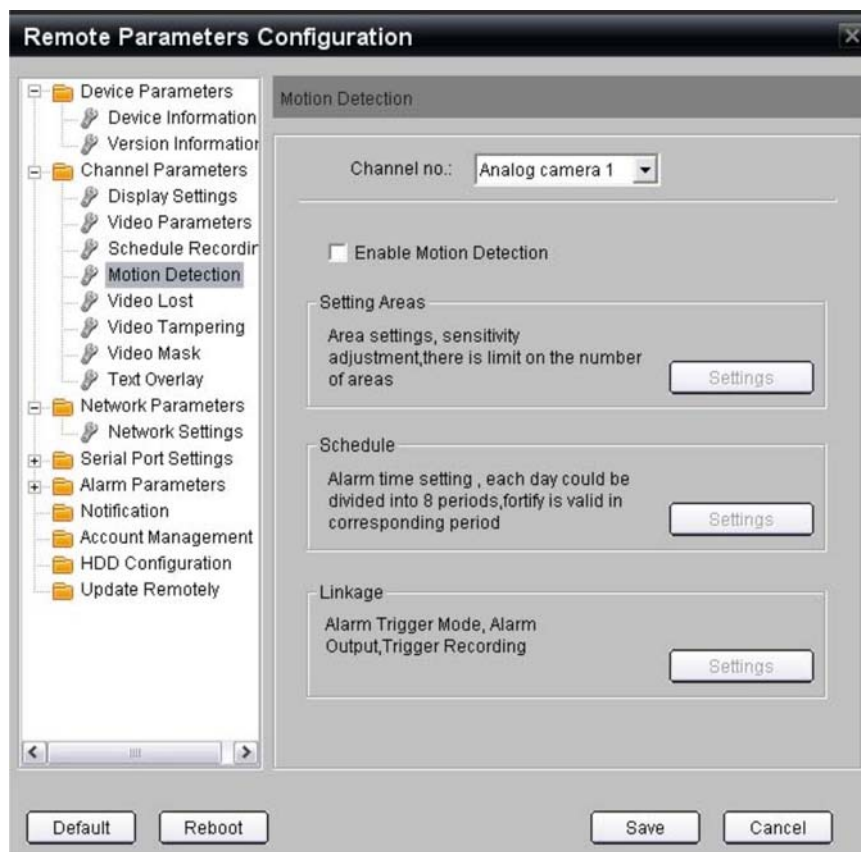 Remote Parameters Configuration
Device Parameters
Device Information
Version Information
Channel Parameters
Display Settings
Video Parameters
Schedule Recordin
Motion Detection
Video Lost
Video Tampering
Video Mask
Text Overlay
Network Parameters
Network Settings
Serial Port Settings
Alarm Parameters
Notification
Account Management
HDD Configuration
Update Remotely
Motion Detection
Channel no.: Analog camera 1
Enable Motion Detection
Setting Areas
Area settings, sensitivity
adjustment,there is limit on the number
of areas
Settings
Schedule
Alarm time setting , each day could be
divided into 8 periods,fortify is valid in
corresponding period
Settings
Linkage
Alarm Trigger Mode, Alarm
Output,Trigger Recording
Settings
Default
Reboot
Save
Cancel